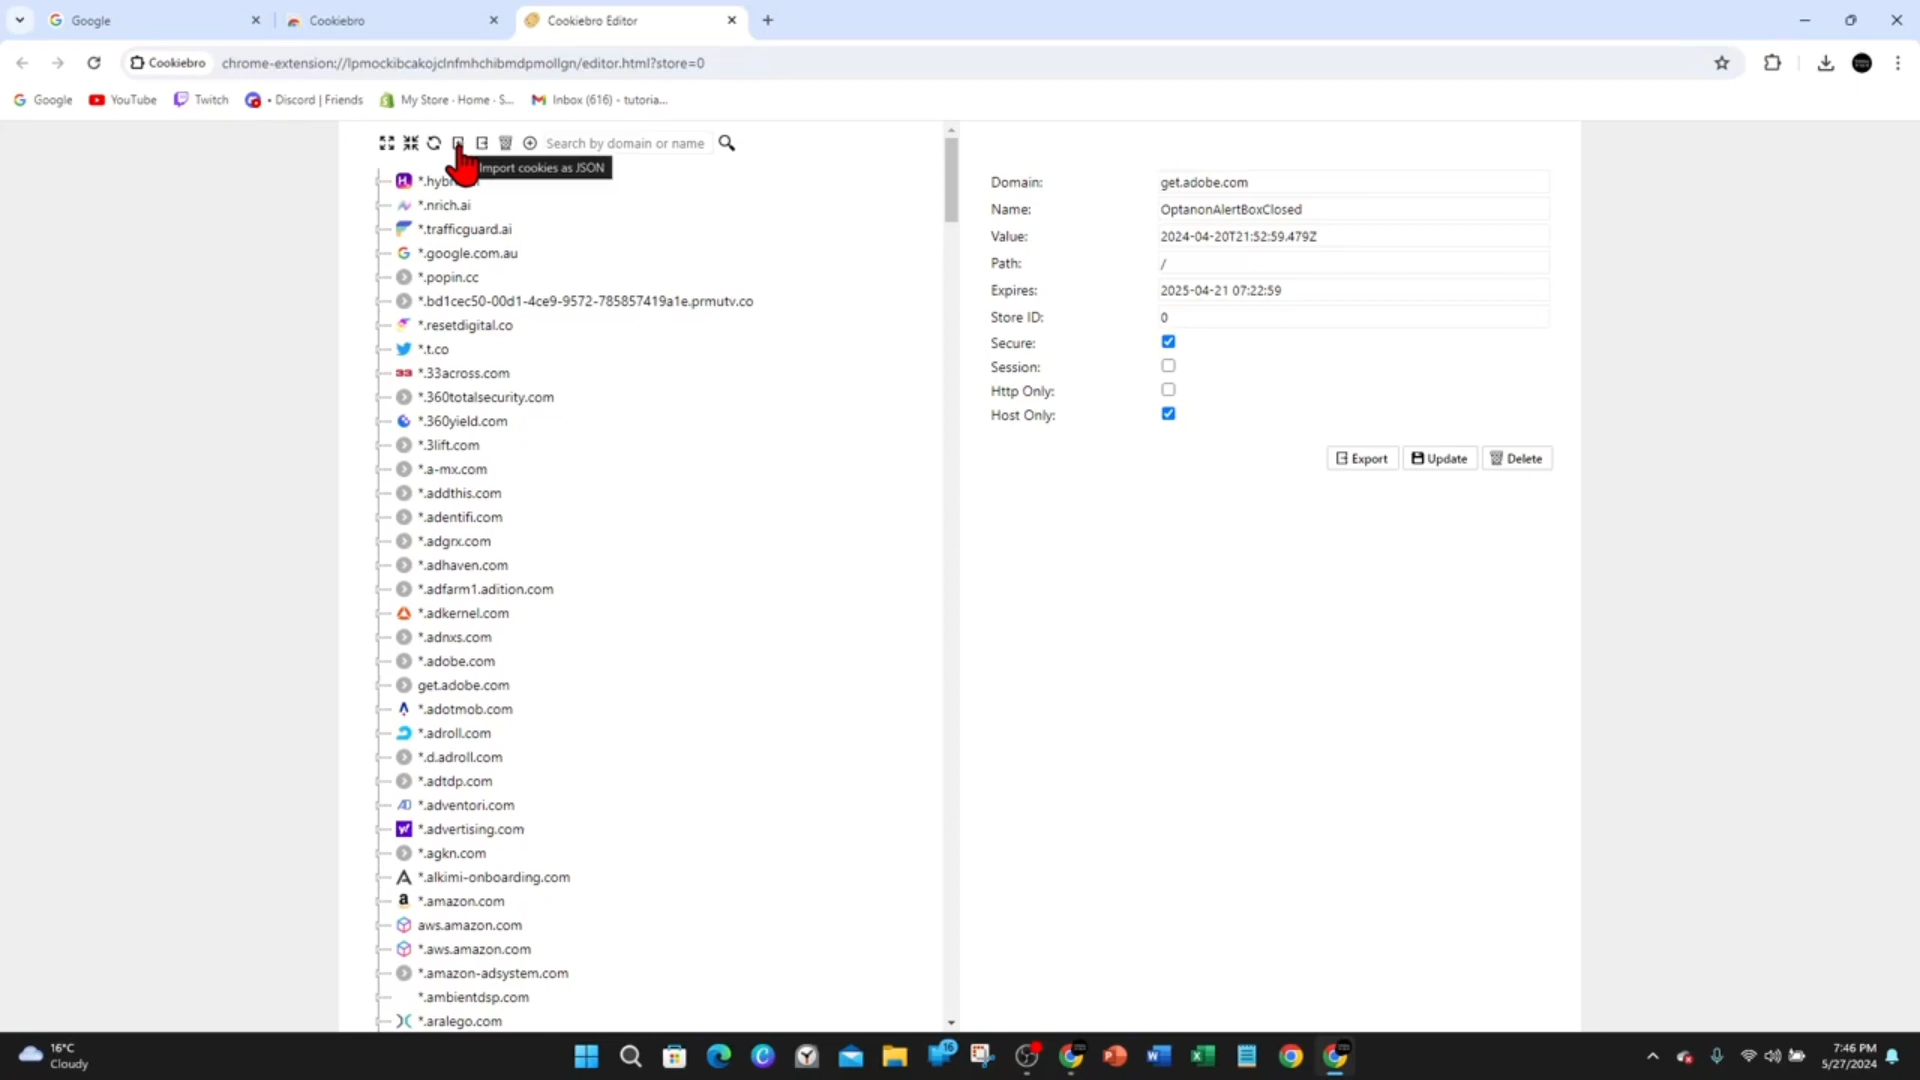 Google
Cookiebro
Cookiebro Editor
Cookiebro
chrome-extension://lpmockibcakojclnfmhchibmdpmollgn/editor.html?store=0
Google
YouTube
Twitch
• Discord | Friends
My Store · Home · S...
Inbox (616) - tutoria...
Search by domain or name
Import cookies as JSON
*.nrich.ai
*.trafficguard.ai
*.google.com.au
*.popin.cc
*.bd1cec50-00d1-4ce9-9572-785857419a1e.prmutv.co
*.resetdigital.co
*.t.co
*.33across.com
*.360totalsecurity.com
*.360yield.com
*.3lift.com
*.a-mx.com
*.addthis.com
*.adentifi.com
*.adgrx.com
*.adhaven.com
*.adfarm1.adition.com
*.adkernel.com
*.adnxs.com
*.adobe.com
get.adobe.com
*.adotmob.com
*.adroll.com
*.d.adroll.com
*.adtdp.com
*.adventori.com
*.advertising.com
*.agkn.com
*.alkimi-onboarding.com
*.amazon.com
aws.amazon.com
*.aws.amazon.com
*.amazon-adsystem.com
*.ambientdsp.com
*.aralego.com
Domain: get.adobe.com
Name: OptanonAlertBoxClosed
Value: 2024-04-20T21:52:59.479Z
Path: /
Expires: 2025-04-21 07:22:59
Store ID: 0
Secure:
Session:
Http Only:
Host Only:
Export Update Delete
16°C
Cloudy
16
7:46 PM
5/27/2024